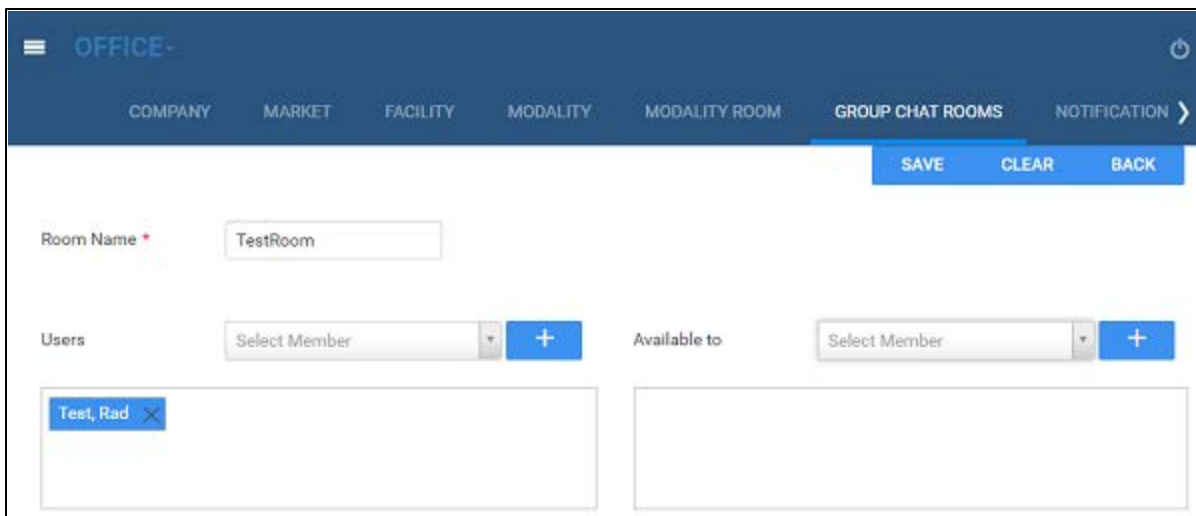 OFFICE-
COMPANY MARKET FACILITY MODALITY MODALITY ROOM GROUP CHAT ROOMS NOTIFICATION
SAVE CLEAR BACK
Room Name * TestRoom
Users Select Member + Available to Select Member +
Test, Rad